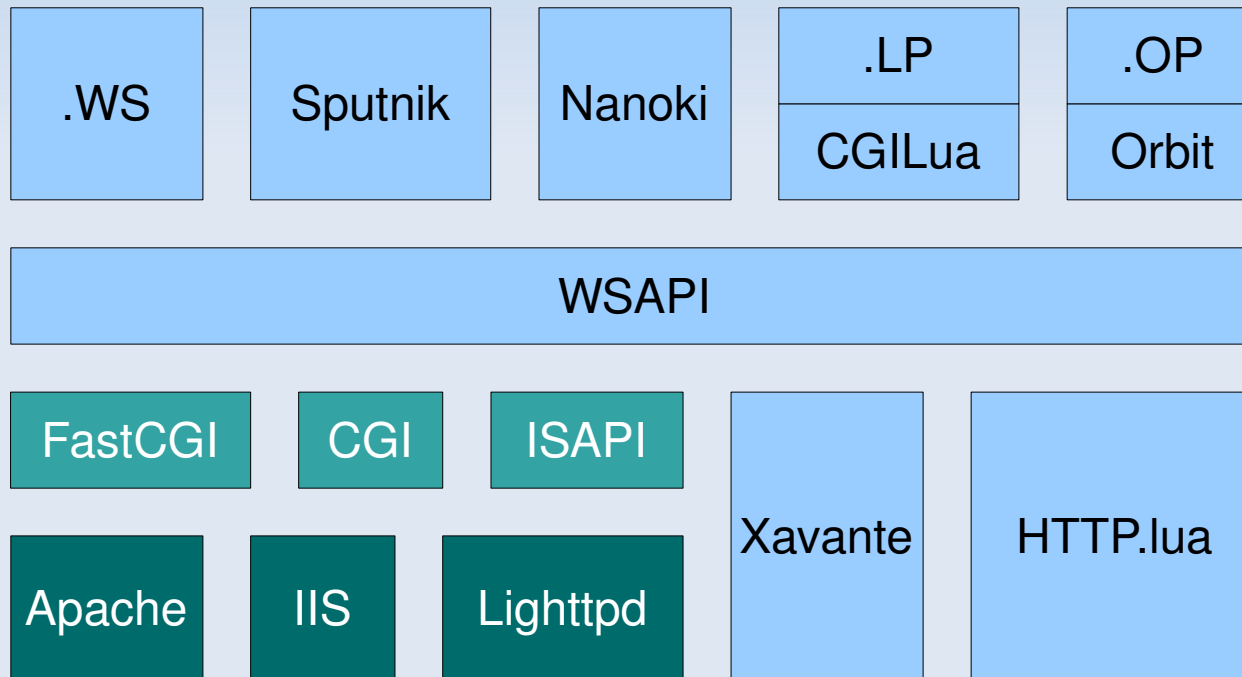 .WS
Sputnik
Nanoki
.LP
CGILua
.OP
Orbit
WSAPI
FastCGI
CGI
ISAPI
Xavante
HTTP.lua
Apache
IIS
Lighttpd